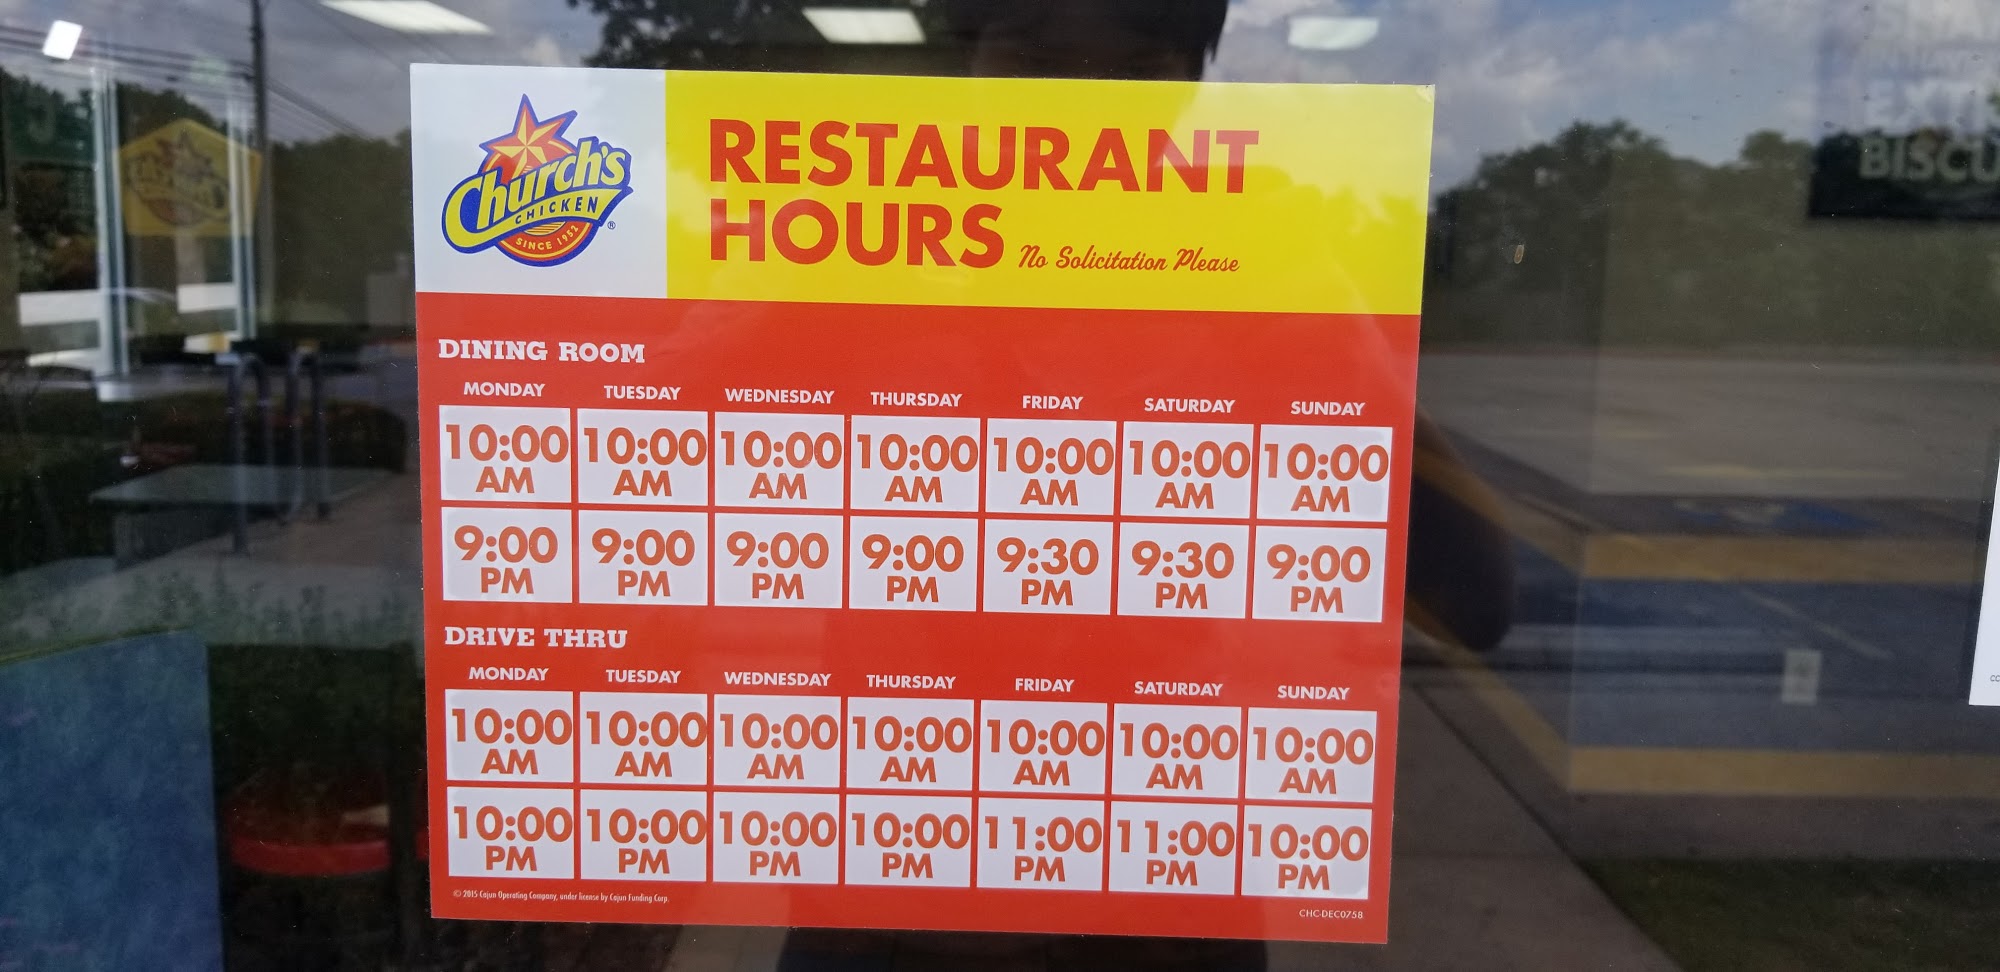 Church's
CHICKEN
SINCE 1952
®
RESTAURANT
HOURS No Solicitation Please
DINING ROOM
MONDAY TUESDAY WEDNESDAY THURSDAY FRIDAY SATURDAY SUNDAY
10:00 AM 10:00 AM 10:00 AM 10:00 AM 10:00 AM 10:00 AM 10:00 AM
9:00 PM 9:00 PM 9:00 PM 9:00 PM 9:30 PM 9:30 PM 9:00 PM
DRIVE THRU
MONDAY TUESDAY WEDNESDAY THURSDAY FRIDAY SATURDAY SUNDAY
10:00 AM 10:00 AM 10:00 AM 10:00 AM 10:00 AM 10:00 AM 10:00 AM
10:00 PM 10:00 PM 10:00 PM 10:00 PM 11:00 PM 11:00 PM 10:00 PM
© 2015 Cajun Operating Company, under license by Cajun Funding Corp.
CHC-DEC0758
BISCU